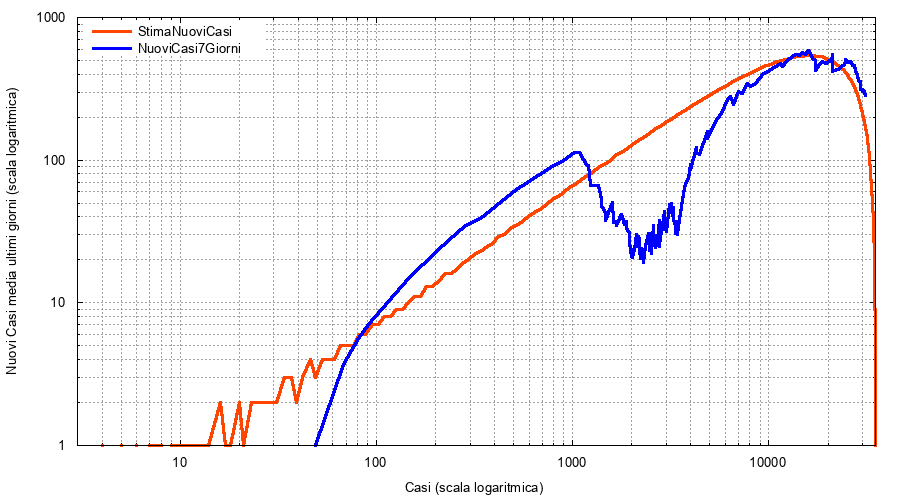 1000
StimaNuoviCasi
NuoviCasi7Giorni
100
10
1
Nuovi Casi media ultimi giorni (scala logaritmica)
10
100
1000
10000
Casi (scala logaritmica)